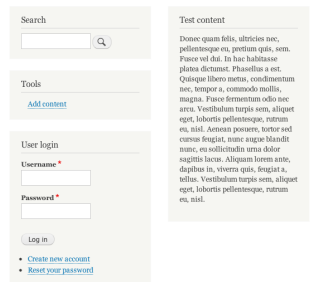 Search
Tools
Add content
User login
Username *
Password *
Log in
Create new account
Reset your password
Test content
Donec quam felis, ultricies nec,
pellentesque eu, pretium quis, sem.
Fusce vel dui. In hac habitasse
platea dictumst. Phasellus a est.
Quisque libero metus, condimentum
nec, tempor a, commodo mollis,
magna. Fusce fermentum odio nec
arcu. Vestibulum turpis sem, aliquet
eget, lobortis pellentesque, rutrum
eu, nisl. Aenean posuere, tortor sed
cursus feugiat, nunc augue blandit
nunc, eu sollicitudin urna dolor
sagittis lacus. Aliquam lorem ante,
dapibus in, viverra quis, feugiat a,
tellus. Vestibulum turpis sem, aliquet
eget, lobortis pellentesque, rutrum
eu, nisl.